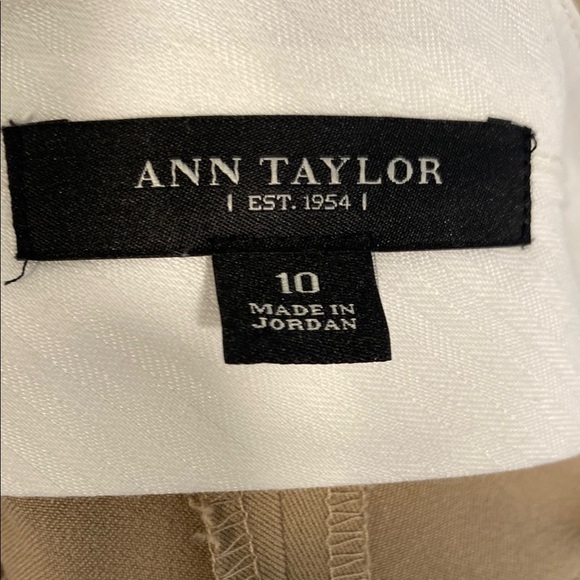 ANN TAYLOR
| EST. 1954 |
10
MADE IN
JORDAN